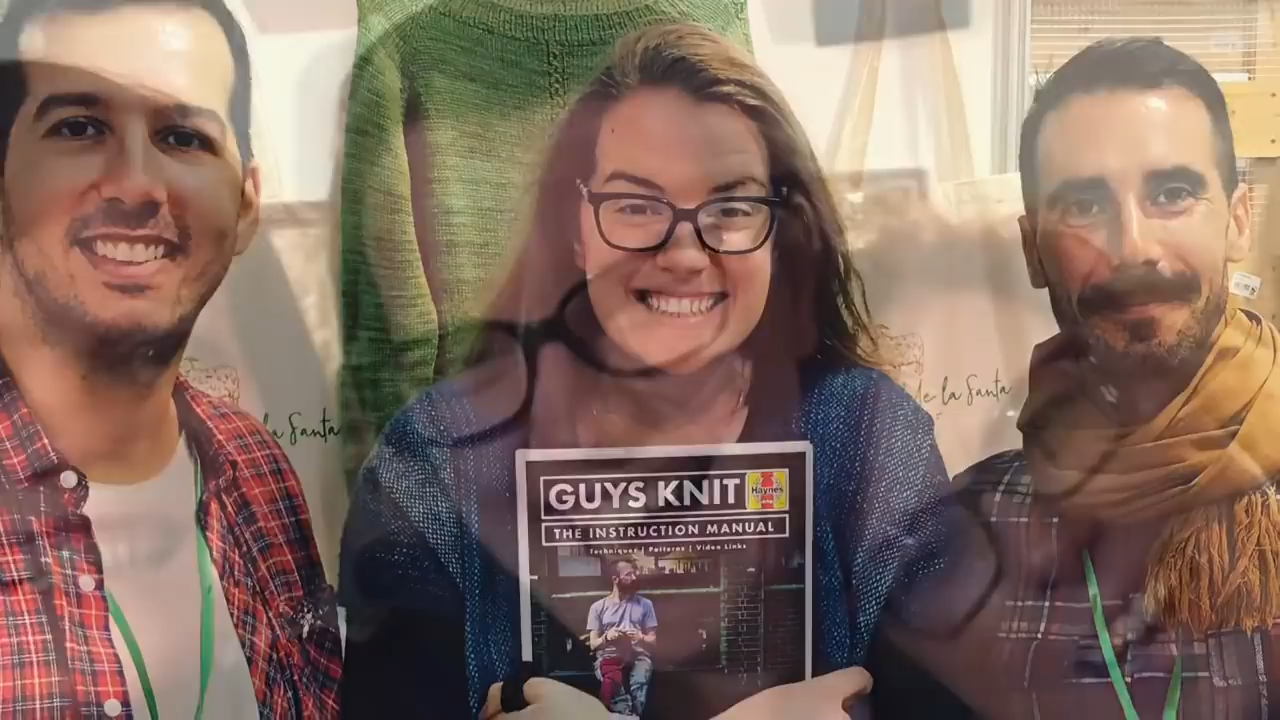 GUYS KNIT
Haynes
THE INSTRUCTION MANUAL
Techniques | Patterns | Video Links
la Santa
de la Santa